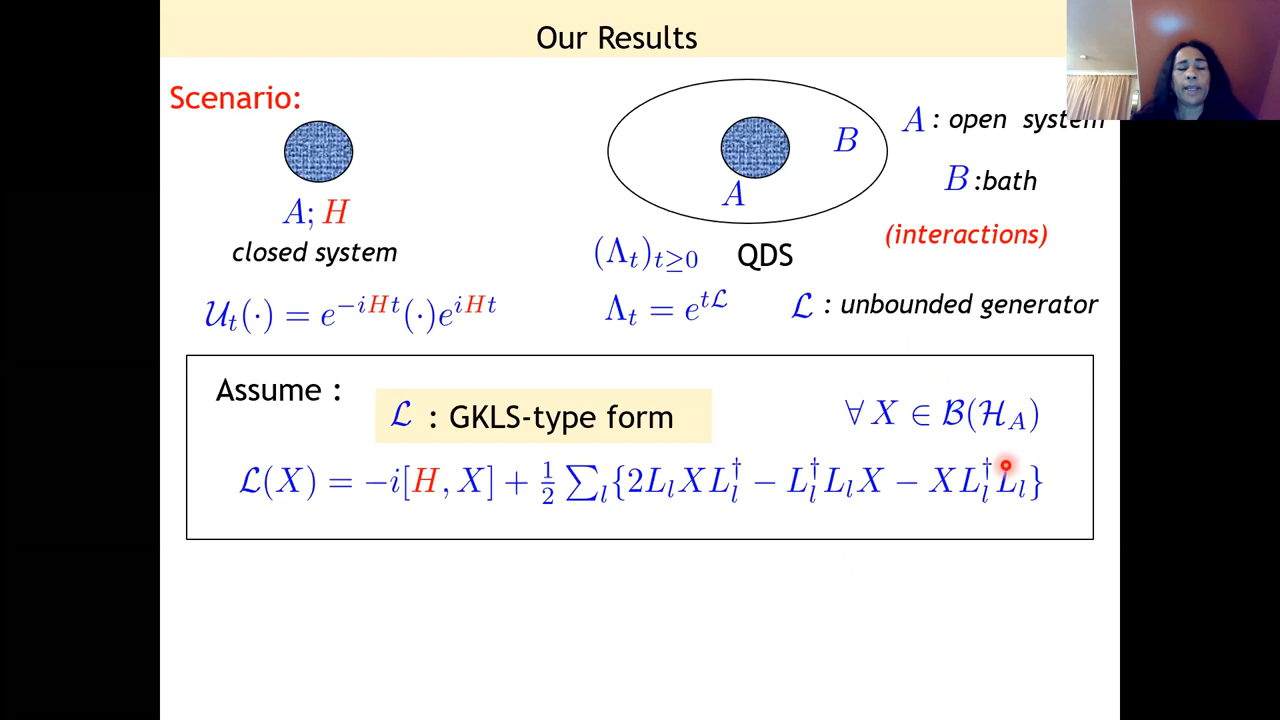 Our Results
Scenario:
A; H
closed system
B
A
A : open system
B :bath
(interactions)
(Λ_t)_{t≥0} QDS
𝒰_t(·) = e^{−iHt}(·)e^{iHt}
Λ_t = e^{tℒ}
ℒ : unbounded generator
Assume :
ℒ : GKLS-type form
∀ X ∈ ℬ(ℋ_A)
ℒ(X) = −i[H, X] + ½ ∑_l{2L_l X L_l^† − L_l^† L_l X − X L_l^† L_l}